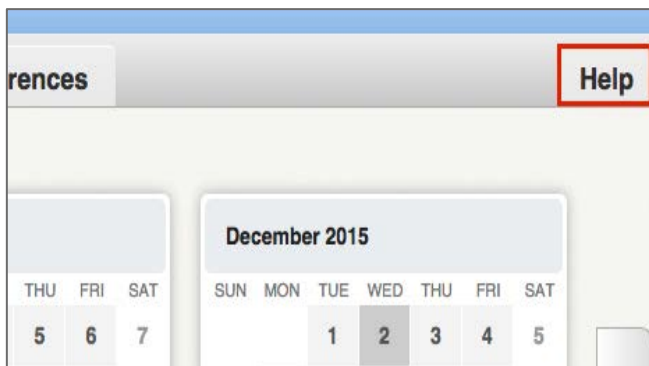 rences Help
December 2015
THU FRI SAT SUN MON TUE WED THU FRI SAT
5 6 7 1 2 3 4 5